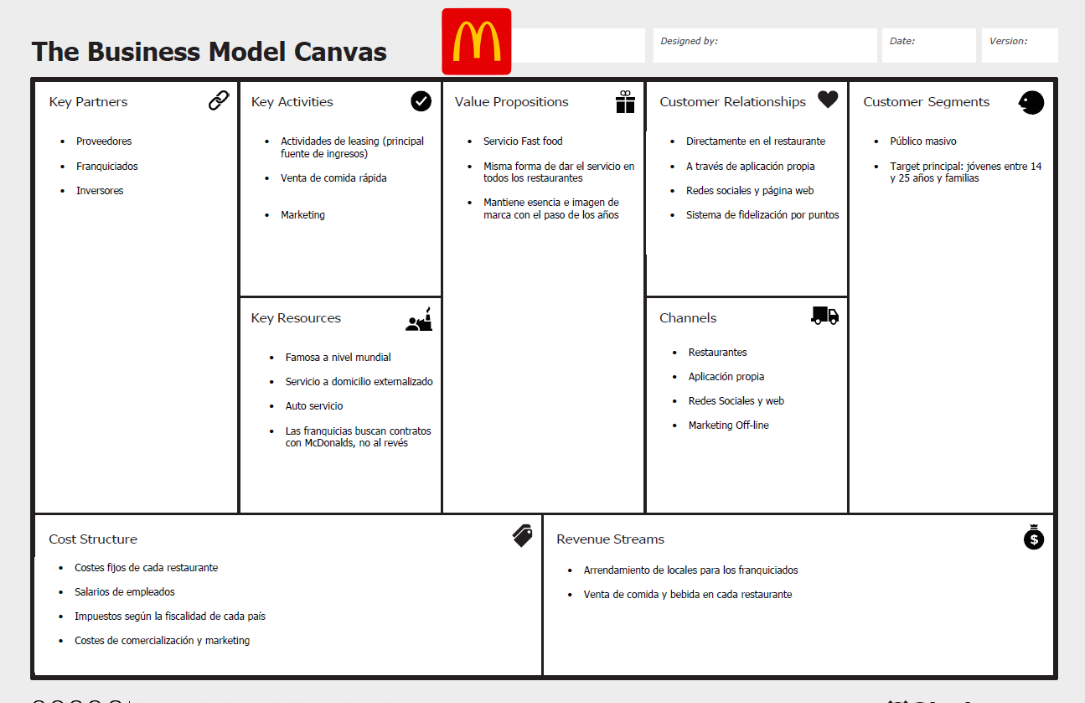 The Business Model Canvas
Designed by:
Date:
Version:
Key Partners
Proveedores
Franquiciados
Inversores
Key Activities
Actividades de leasing (principal
fuente de ingresos)
Venta de comida rápida
Marketing
Key Resources
Famosa a nivel mundial
Servicio a domicilio externalizado
Auto servicio
Las franquicias buscan contratos
con McDonalds, no al revés
Value Propositions
Servicio Fast food
Misma forma de dar el servicio en
todos los restaurantes
Mantiene esencia e imagen de
marca con el paso de los años
Customer Relationships
Directamente en el restaurante
A través de aplicación propia
Redes sociales y página web
Sistema de fidelización por puntos
Channels
Restaurantes
Aplicación propia
Redes Sociales y web
Marketing Off-line
Customer Segments
Público masivo
Target principal: jóvenes entre 14
y 25 años y familias
Cost Structure
Costes fijos de cada restaurante
Salarios de empleados
Impuestos según la fiscalidad de cada país
Costes de comercialización y marketing
Revenue Streams
Arrendamiento de locales para los franquiciados
Venta de comida y bebida en cada restaurante